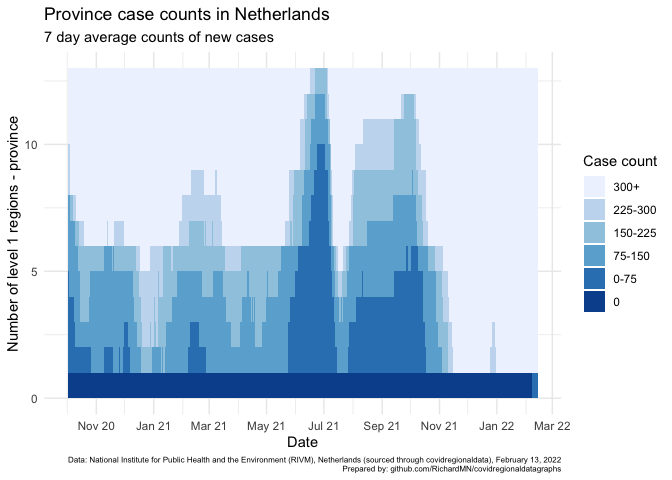 Province case counts in Netherlands
7 day average counts of new cases
Number of level 1 regions - province
10
5
0
Nov 20 Jan 21 Mar 21 May 21 Jul 21 Sep 21 Nov 21 Jan 22 Mar 22
Date
Case count
300+
225-300
150-225
75-150
0-75
0
Data: National Institute for Public Health and the Environment (RIVM), Netherlands (sourced through covidregionaldata), February 13, 2022
Prepared by: github.com/RichardMN/covidregionaldatagraphs